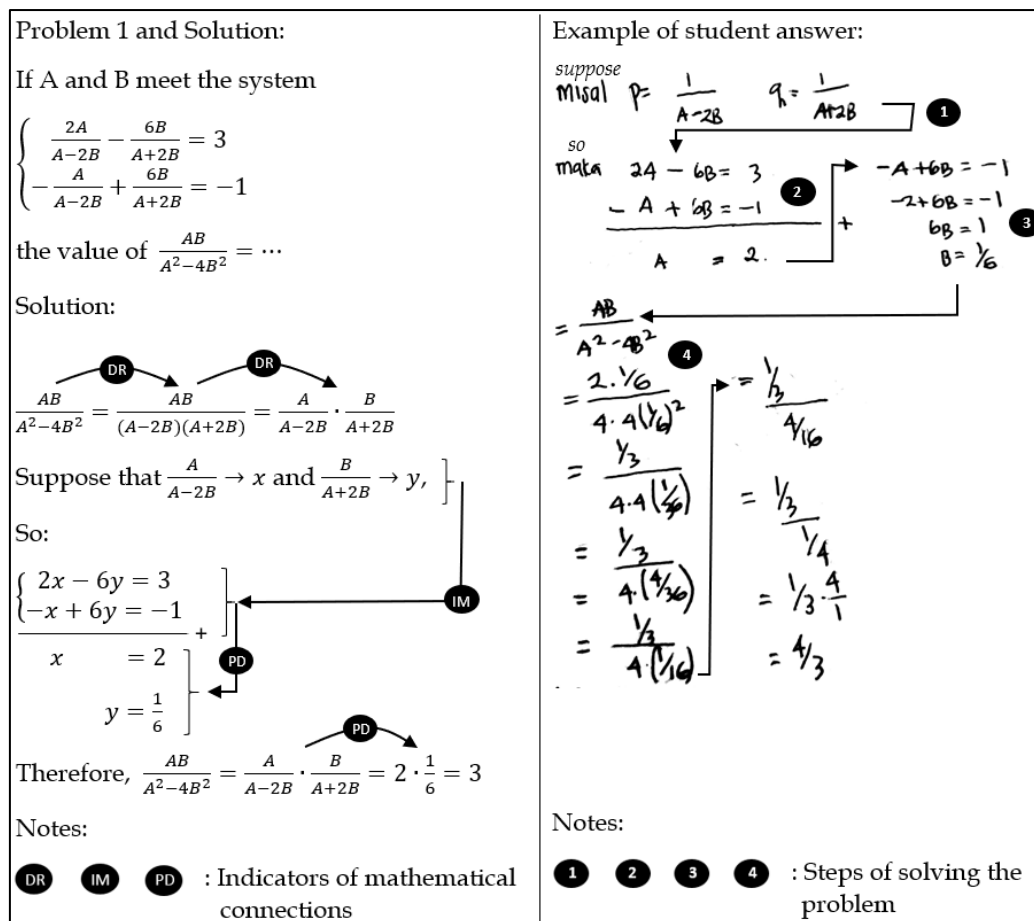 Problem 1 and Solution:
If A and B meet the system
2A/(A−2B) − 6B/(A+2B) = 3
−A/(A−2B) + 6B/(A+2B) = −1
the value of AB/(A²−4B²) = ⋯
Solution:
DR DR
AB/(A²−4B²) = AB/((A−2B)(A+2B)) = A/(A−2B) · B/(A+2B)
Suppose that A/(A−2B) → x and B/(A+2B) → y,
So:
2x − 6y = 3
−x + 6y = −1
+
IM
x = 2
PD
y = 1/6
PD
Therefore, AB/(A²−4B²) = A/(A−2B) · B/(A+2B) = 2 · 1/6 = 3
Notes:
DR IM PD : Indicators of mathematical
connections
Example of student answer:
suppose
misal p= 1/(A−2B) q= 1/(A+2B)
1
so
maka 2A − 6B = 3
− A + 6B = −1
2
+
A = 2.
−A+6B = −1
−2+6B = −1
6B = 1
3
B = 1/6
= AB/(A²−4B²)
4
= 2.1/6/(4·4(1/6)²)
= 1/3/(4.4(1/36))
= 1/3/(4.(4/36))
= 1/3/(4.(1/16))
= 1/3/(4/16)
= 1/3/(1/4)
= 1/3 · 4/1
= 4/3
Notes:
1 2 3 4 : Steps of solving the
problem